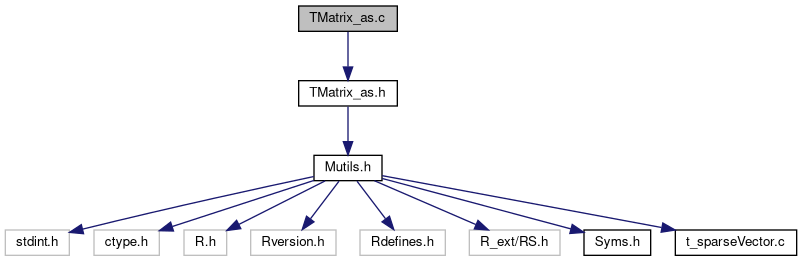 TMatrix_as.c
TMatrix_as.h
Mutils.h
stdint.h
ctype.h
R.h
Rversion.h
Rdefines.h
R_ext/RS.h
Syms.h
t_sparseVector.c